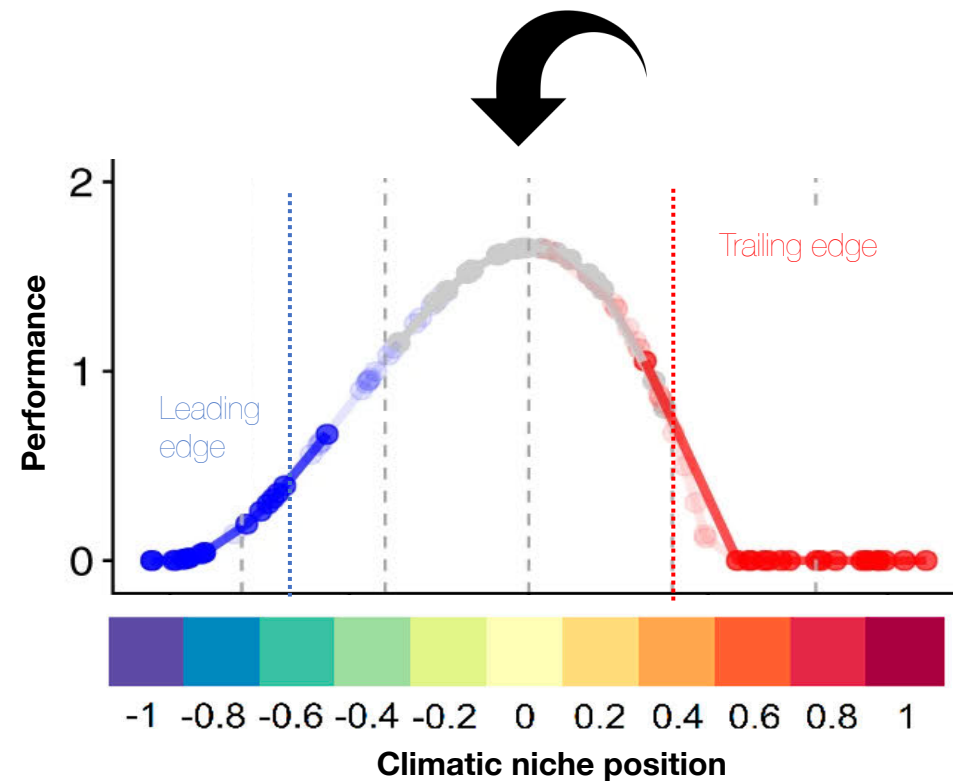 2
Trailing edge
Performance
1
Leading
edge
0
-1 -0.8 -0.6 -0.4 -0.2 0 0.2 0.4 0.6 0.8 1
Climatic niche position